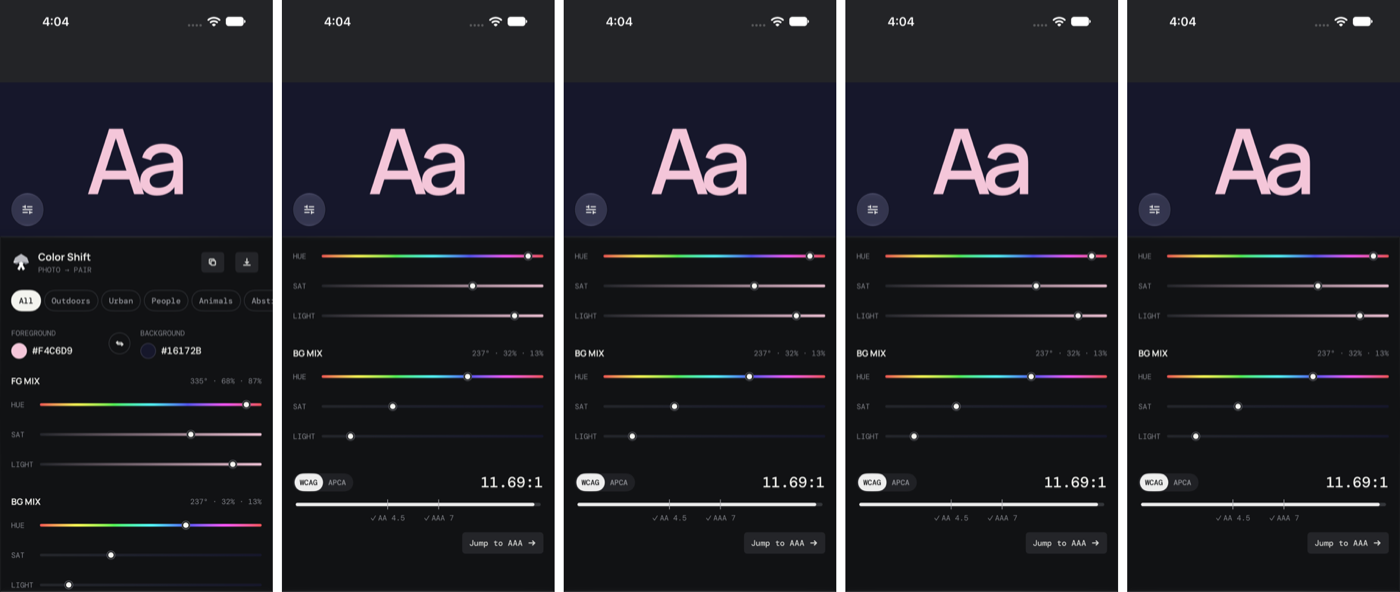 4:04
Aa
Color Shift
PHOTO → PAIR
All Outdoors Urban People Animals Abst
FOREGROUND BACKGROUND
#F4C6D9 #16172B
FG MIX 335° · 68% · 87%
HUE
SAT
LIGHT
BG MIX 237° · 32% · 13%
HUE
SAT
LIGHT
4:04
Aa
HUE
SAT
LIGHT
BG MIX 237° · 32% · 13%
HUE
SAT
LIGHT
WCAG APCA 11.69:1
✓AA 4.5 ✓AAA 7
Jump to AAA →
4:04
Aa
HUE
SAT
LIGHT
BG MIX 237° · 32% · 13%
HUE
SAT
LIGHT
WCAG APCA 11.69:1
✓AA 4.5 ✓AAA 7
Jump to AAA →
4:04
Aa
HUE
SAT
LIGHT
BG MIX 237° · 32% · 13%
HUE
SAT
LIGHT
WCAG APCA 11.69:1
✓AA 4.5 ✓AAA 7
Jump to AAA →
4:04
Aa
HUE
SAT
LIGHT
BG MIX 237° · 32% · 13%
HUE
SAT
LIGHT
WCAG APCA 11.69:1
✓AA 4.5 ✓AAA 7
Jump to AAA →